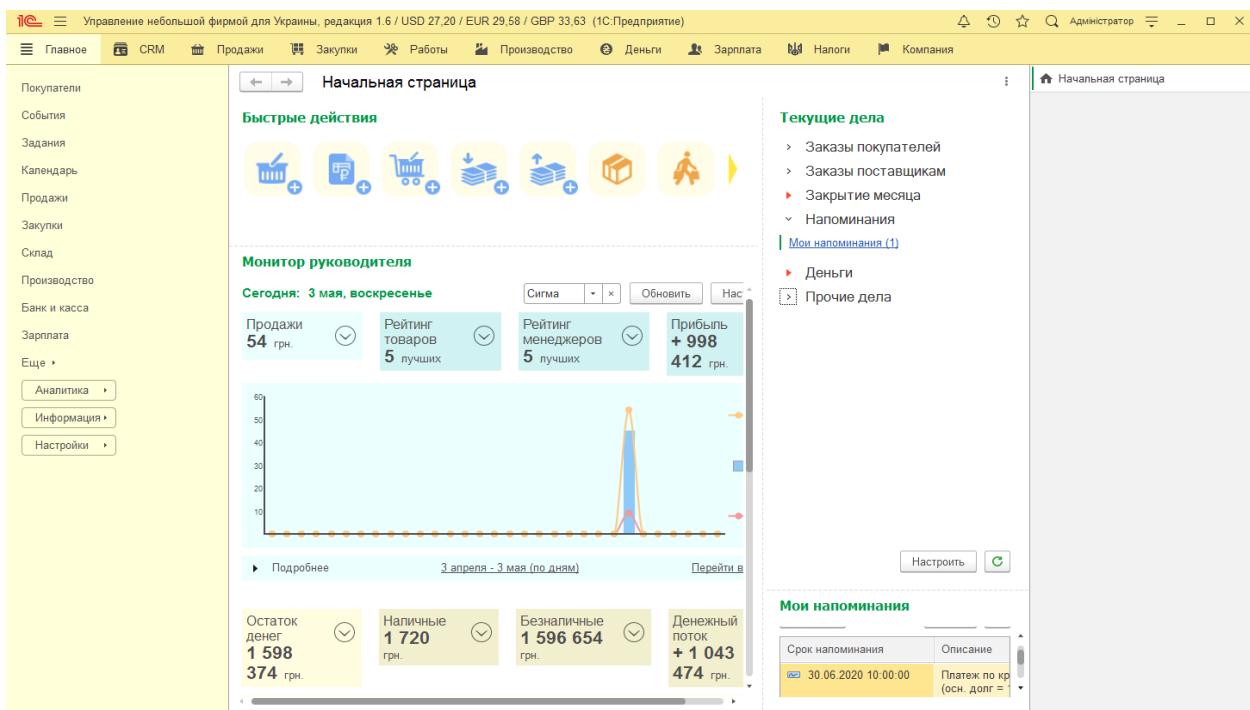 Управление небольшой фирмой для Украины, редакция 1.6 / USD 27,20 / EUR 29,58 / GBP 33,63 (1С:Предприятие)
Адміністратор
Главное CRM Продажи Закупки Работы Производство Деньги Зарплата Налоги Компания
Покупатели
События
Задания
Календарь
Продажи
Закупки
Склад
Производство
Банк и касса
Зарплата
Еще
Аналитика
Информация
Настройки
Начальная страница
Быстрые действия
Монитор руководителя
Сегодня: 3 мая, воскресенье
Сигма
Обновить
Нас
Продажи
54 грн.
Рейтинг
товаров
5 лучших
Рейтинг
менеджеров
5 лучших
Прибыль
+ 998
412 грн.
60
50
40
30
20
10
Подробнее
3 апреля - 3 мая (по дням)
Перейти в
Остаток
денег
1 598
374 грн.
Наличные
1 720
грн.
Безналичные
1 596 654
грн.
Денежный
поток
+ 1 043
474 грн.
Текущие дела
Заказы покупателей
Заказы поставщикам
Закрытие месяца
Напоминания
Мои напоминания (1)
Деньги
Прочие дела
Настроить
Мои напоминания
Срок напоминания
Описание
30.06.2020 10:00:00
Платеж по кр
(осн. долг =
Начальная страница